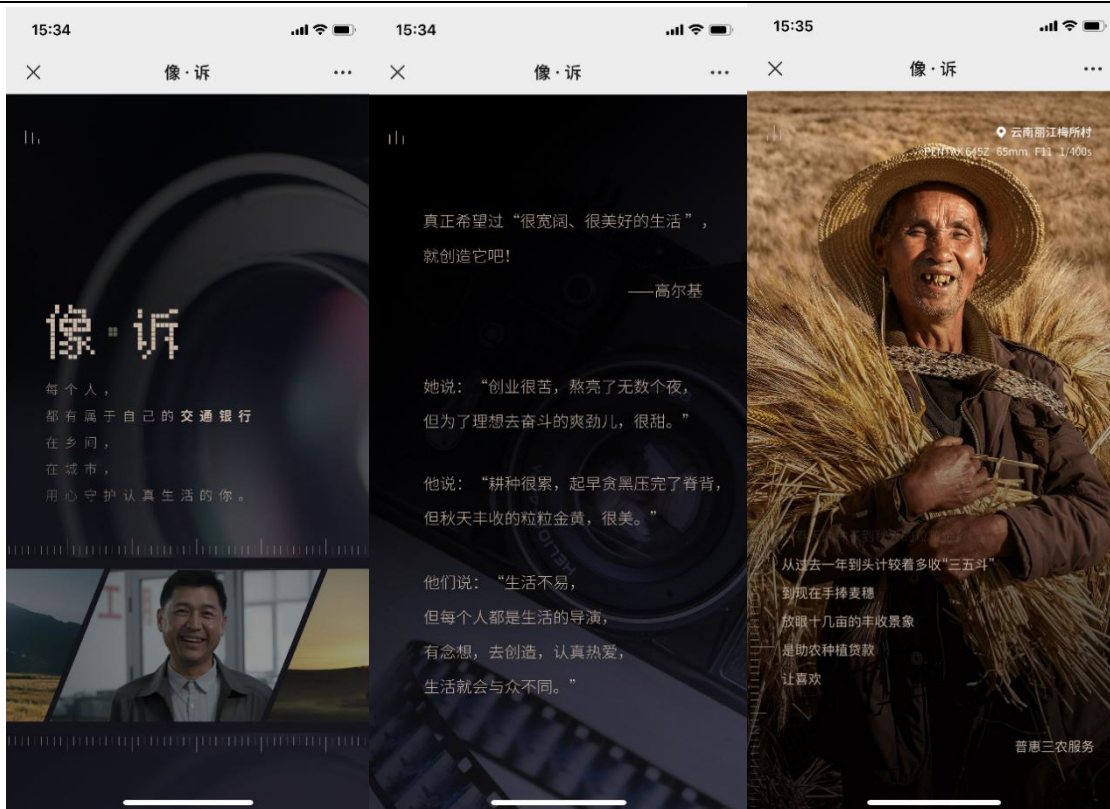 15:34
像·诉
像·诉
每个人，
都有属于自己的交通银行
在乡间，
在城市，
用心守护认真生活的你。
15:34
像·诉
真正希望过“很宽阔、很美好的生活”，
就创造它吧！
——高尔基
她说：“创业很苦，熬亮了无数个夜，
但为了理想去奋斗的爽劲儿，很甜。”
他说：“耕种很累，起早贪黑压完了脊背，
但秋天丰收的粒粒金黄，很美。”
他们说：“生活不易，
但每个人都是生活的导演，
有念想，去创造，认真热爱，
生活就会与众不同。”
HELIO
15:35
像·诉
云南丽江梅所村
PENTAX 645Z 65mm F11 1/400s
从过去一年到头计较着多收“三五斗”
到现在手捧麦穗
放眼十几亩的丰收景象
是助农种植贷款
让喜欢
普惠三农服务